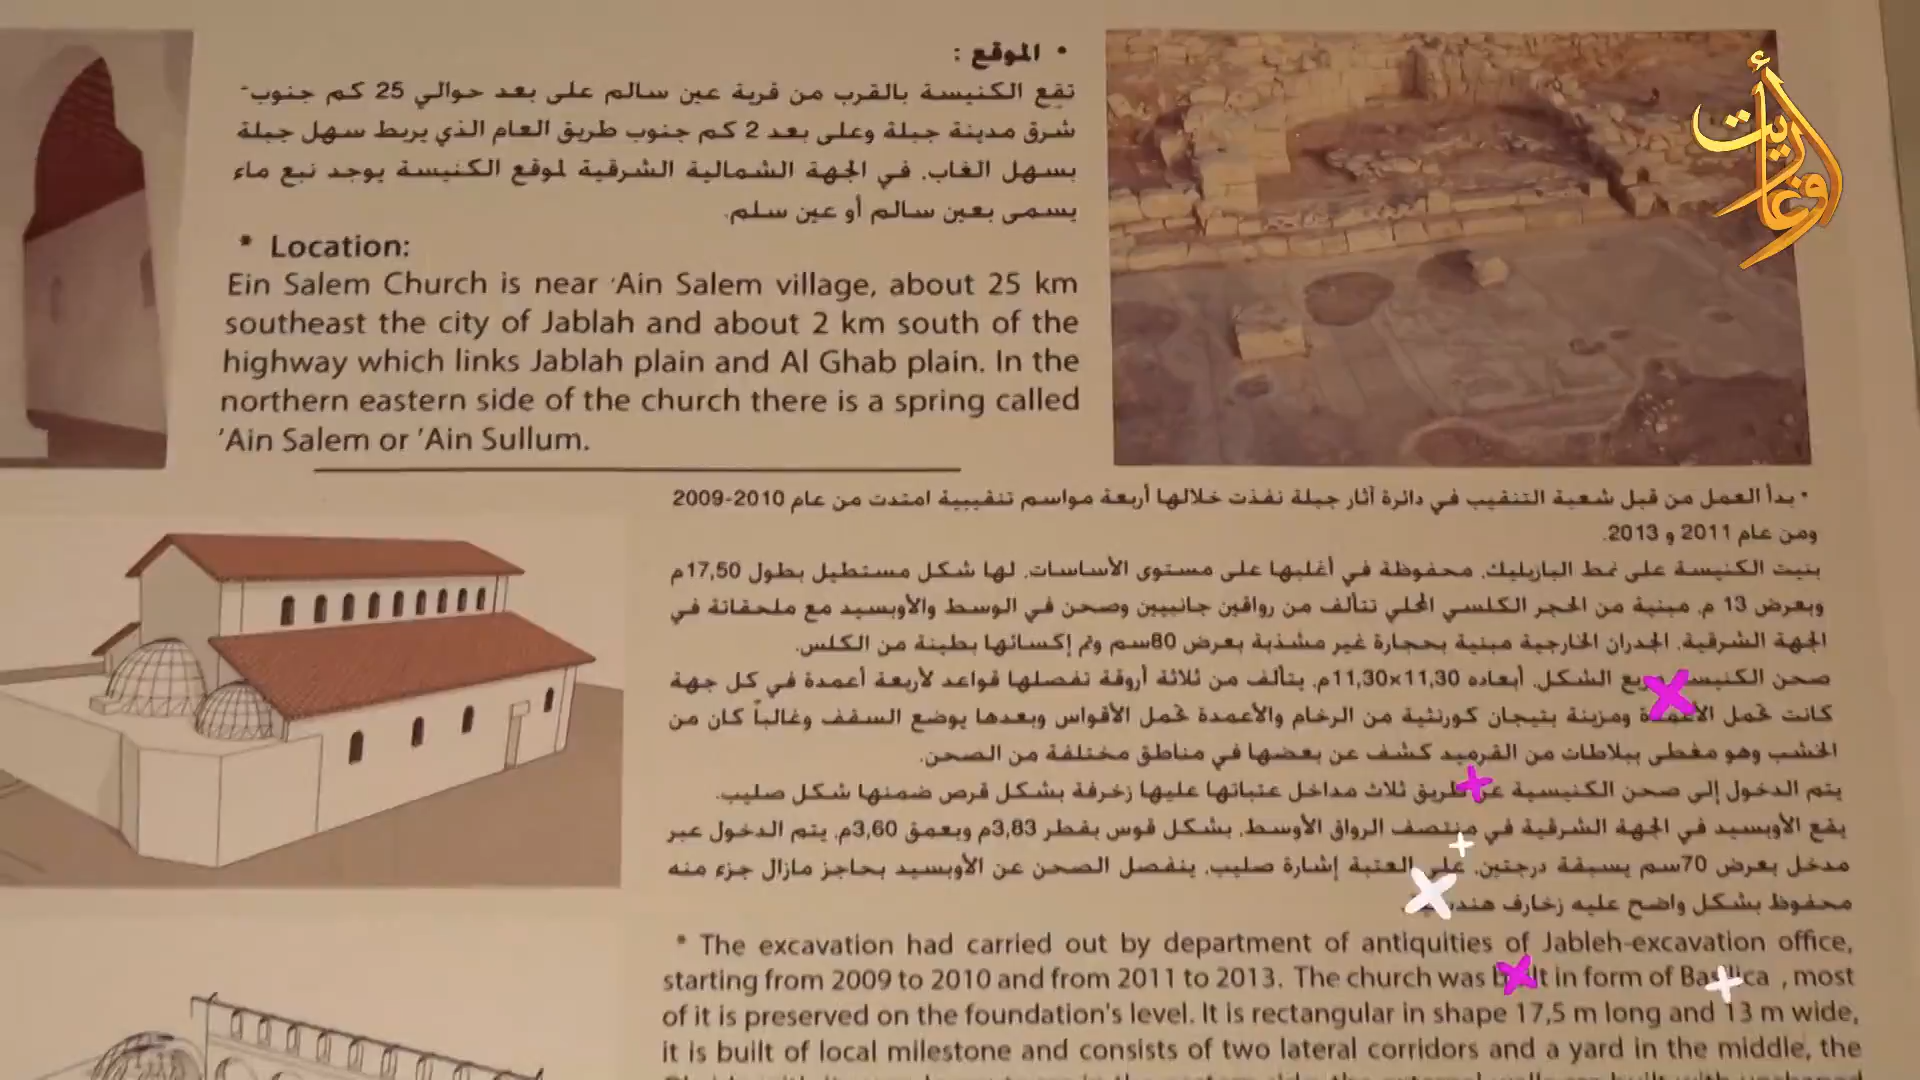 • الموقع :
تقع الكنيسة بالقرب من قرية عين سالم على بعد حوالي 25 كم جنوب-
شرق مدينة جبلة وعلى بعد 2 كم جنوب طريق العام الذي يربط سهل جبلة
بسهل الغاب. في الجهة الشمالية الشرقية لموقع الكنيسة يوجد نبع ماء
يسمى بعين سالم أو عين سلم.
* Location:
Ein Salem Church is near 'Ain Salem village, about 25 km
southeast the city of Jablah and about 2 km south of the
highway which links Jablah plain and Al Ghab plain. In the
northern eastern side of the church there is a spring called
'Ain Salem or 'Ain Sullum.
أوغاريت
* بدأ العمل من قبل شعبة التنقيب في دائرة آثار جبلة نفذت خلالها أربعة مواسم تنقيبية امتدت من عام 2010-2009
ومن عام 2011 و 2013.
بنيت الكنيسة على نمط البازيليك. محفوظة في أغلبها على مستوى الأساسات. لها شكل مستطيل بطول 17,50م
وبعرض 13 م. مبنية من الحجر الكلسي المحلي تتألف من رواقين جانبيين وصحن في الوسط والأوبسيد مع ملحقاتة في
الجهة الشرقية. الجدران الخارجية مبنية بحجارة غير مشذبة بعرض 80سم وتم إكسائها بطينة من الكلس.
صحن الكنيسة مربع الشكل. أبعاده 11,30×11,30م. يتألف من ثلاثة أروقة تفصلها قواعد لأربعة أعمدة في كل جهة
كانت تحمل الأعمدة ومزينة بتيجان كورنثية من الرخام والأعمدة تحمل الأقواس وبعدها يوضع السقف وغالباً كان من
الخشب وهو مغطى ببلاطات من القرميد كشف عن بعضها في مناطق مختلفة من الصحن.
يتم الدخول إلى صحن الكنيسية عن طريق ثلاث مداخل عتباتها عليها زخرفة بشكل قرص ضمنها شكل صليب.
يقع الأوبسيد في الجهة الشرقية في منتصف الرواق الأوسط. بشكل قوس بقطر 3,83م وبعمق 3,60م. يتم الدخول عبر
مدخل بعرض 70سم يسبقة درجتين. على العتبة إشارة صليب. ينفصل الصحن عن الأوبسيد بحاجز مازال جزء منه
محفوظ بشكل واضح عليه زخارف
* The excavation had carried out by department of antiquities of Jableh-excavation office,
starting from 2009 to 2010 and from 2011 to 2013. The church was built in form of Basilica , most
of it is preserved on the foundation's level. It is rectangular in shape 17,5 m long and 13 m wide,
it is built of local milestone and consists of two lateral corridors and a yard in the middle, the